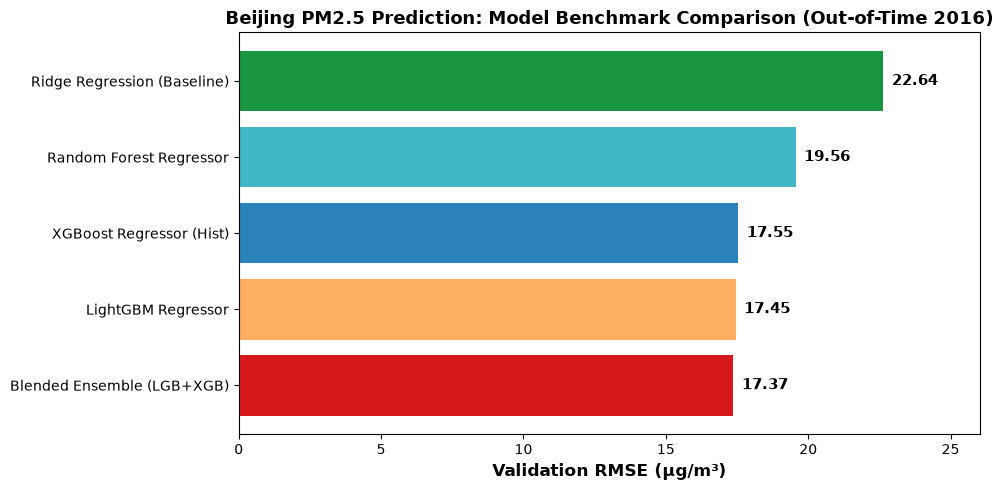 Beijing PM2.5 Prediction: Model Benchmark Comparison (Out-of-Time 2016)
Ridge Regression (Baseline)
22.64
Random Forest Regressor
19.56
XGBoost Regressor (Hist)
17.55
LightGBM Regressor
17.45
Blended Ensemble (LGB+XGB)
17.37
0 5 10 15 20 25
Validation RMSE (μg/m³)